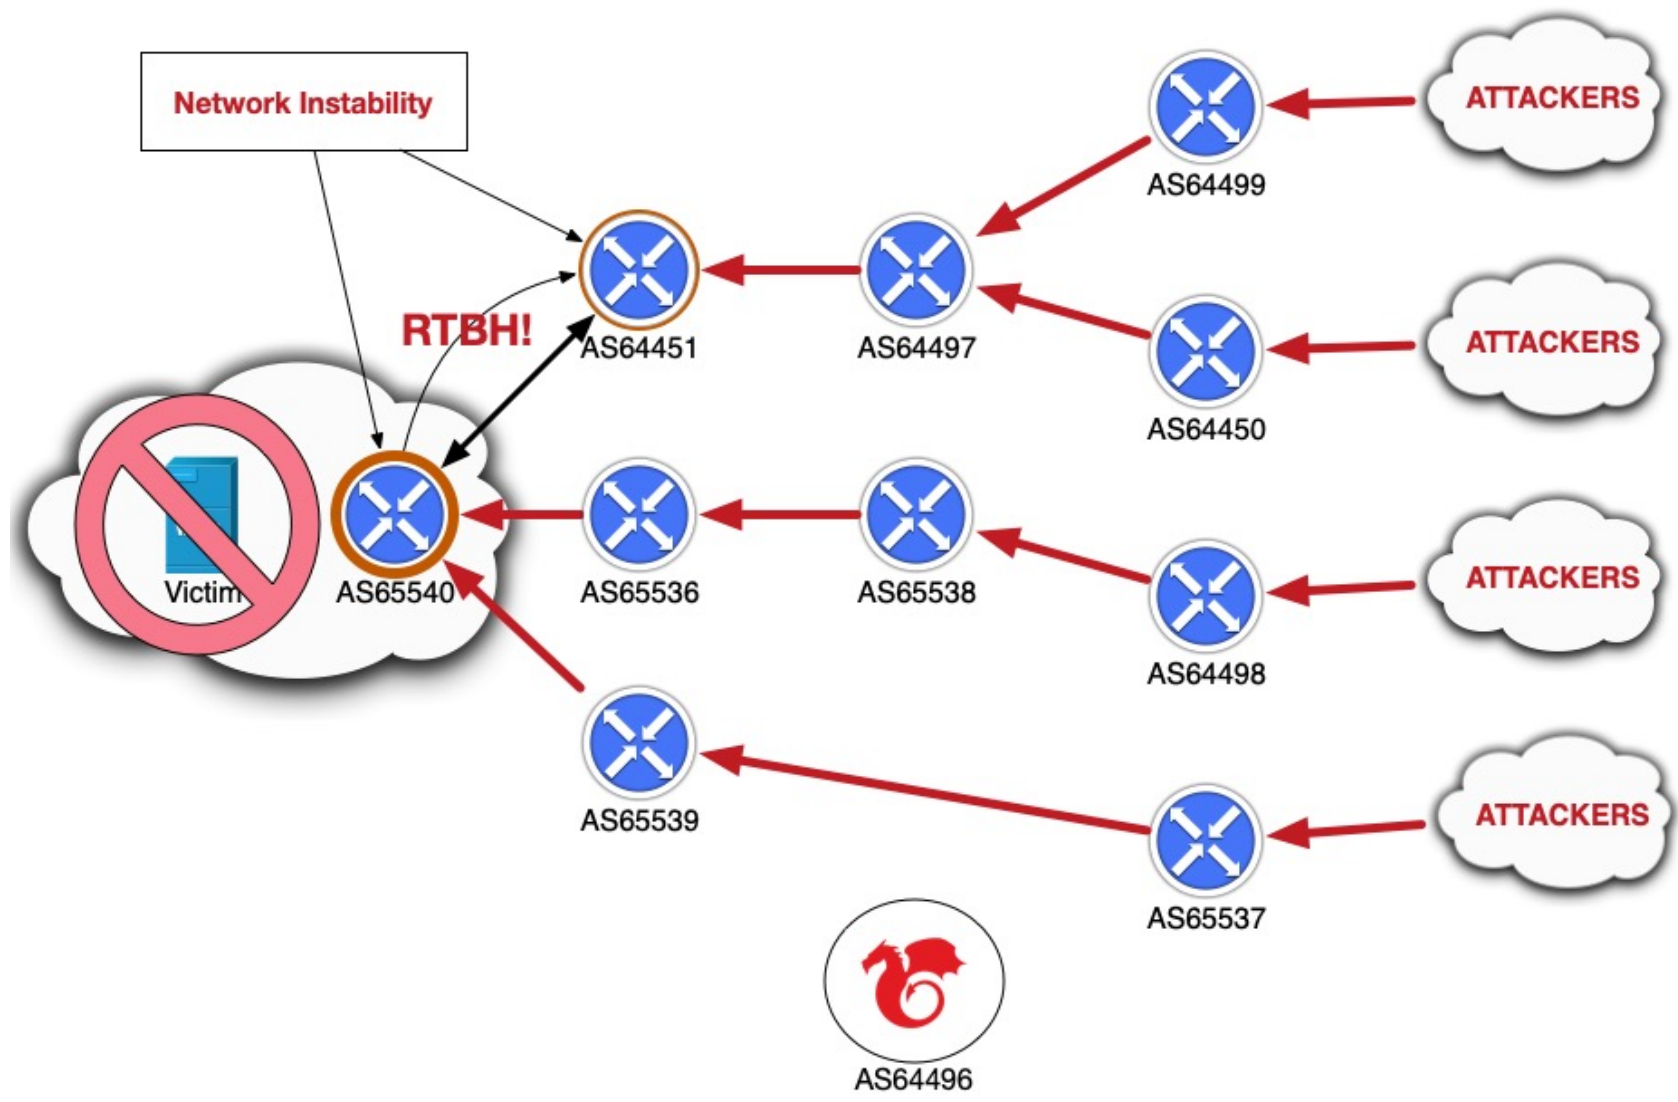 Network Instability
ATTACKERS
AS64499
RTBH!
AS64451
AS64497
ATTACKERS
AS64450
Victim
AS65540
AS65536
AS65538
ATTACKERS
AS64498
AS65539
ATTACKERS
AS65537
AS64496